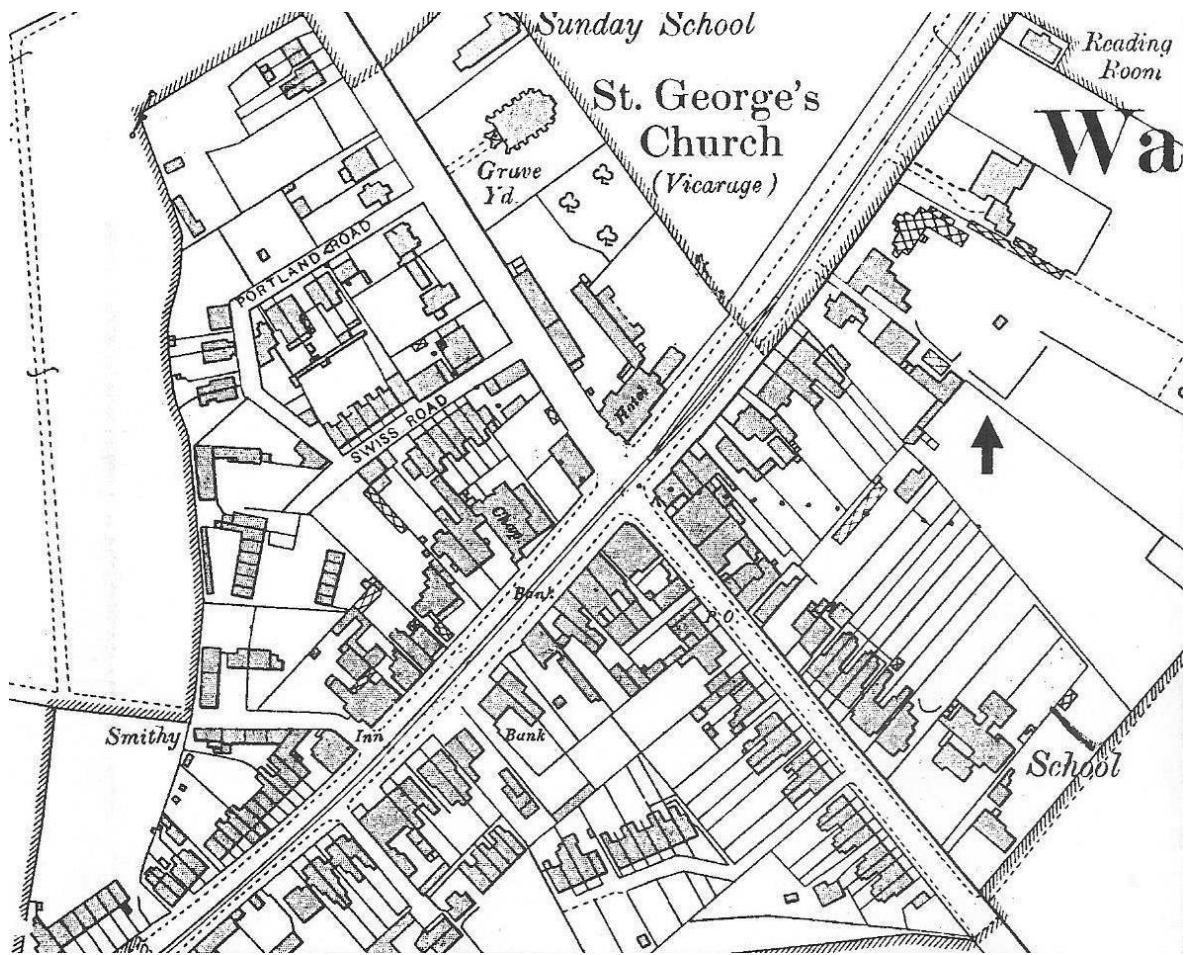 Sunday School
Reading
Room
St. George's
Church
(Vicarage)
Wa
Grave
Yd.
PORTLAND ROAD
Hotel
SWISS ROAD
Chapl
Bank
P.O.
Smithy
Inn
Bank
School